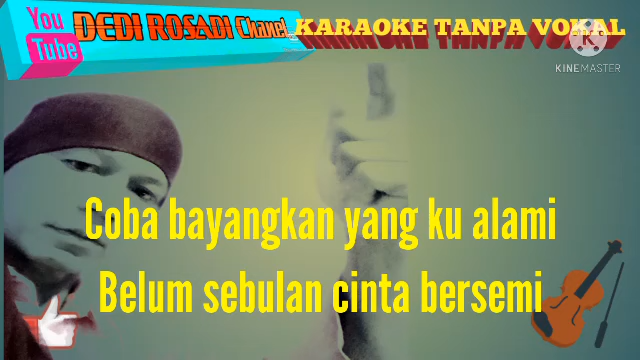 You
Tube
DEDI ROSADI Chanel
KARAOKE TANPA VOKAL
KINEMASTER
Coba bayangkan yang ku alami
Belum sebulan cinta bersemi